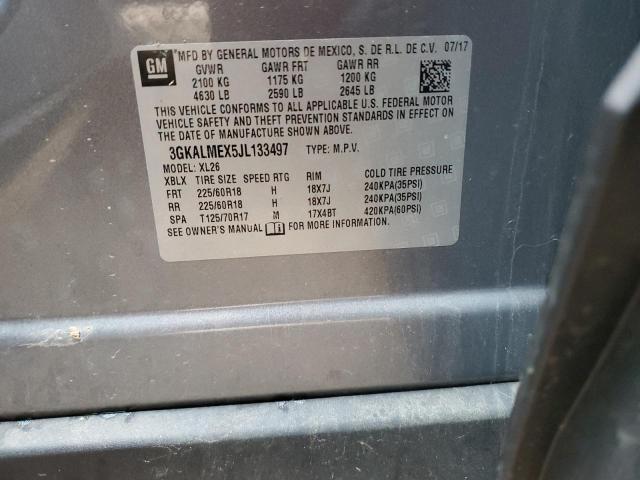 GM
MFD BY GENERAL MOTORS DE MEXICO, S. DE R.L. DE C.V. 07/17
GVWR GAWR FRT GAWR RR
2100 KG 1175 KG 1200 KG
4630 LB 2590 LB 2645 LB
THIS VEHICLE CONFORMS TO ALL APPLICABLE U.S. FEDERAL MOTOR
VEHICLE SAFETY AND THEFT PREVENTION STANDARDS IN EFFECT ON
THE DATE OF MANUFACTURE SHOWN ABOVE.
3GKALMEX5JL133497 TYPE: M.P.V.
MODEL: XL26
XBLX TIRE SIZE SPEED RTG RIM COLD TIRE PRESSURE
FRT 225/60R18 H 18X7J 240KPA(35PSI)
RR 225/60R18 H 18X7J 240KPA(35PSI)
SPA T125/70R17 M 17X4BT 420KPA(60PSI)
SEE OWNER'S MANUAL FOR MORE INFORMATION.